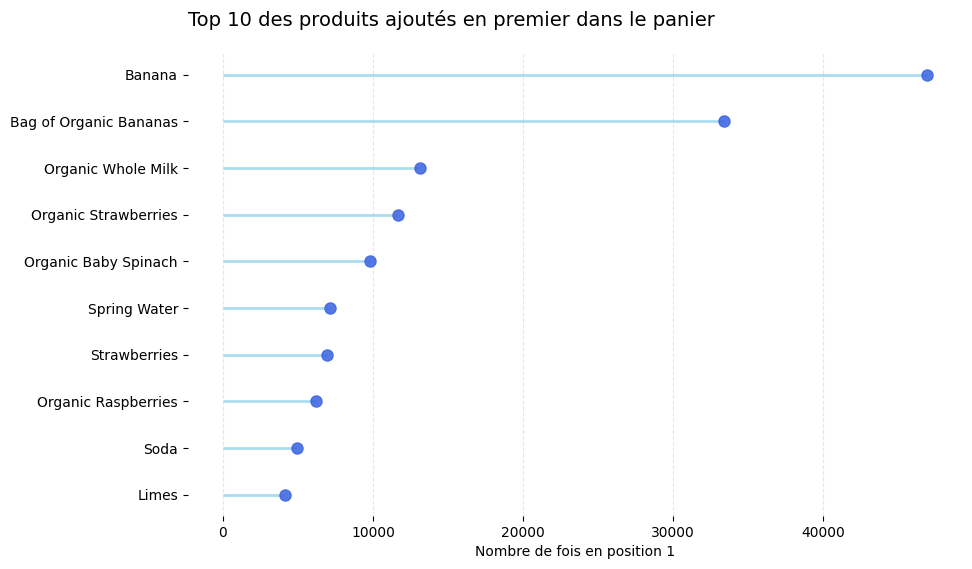 Top 10 des produits ajoutés en premier dans le panier
Banana
Bag of Organic Bananas
Organic Whole Milk
Organic Strawberries
Organic Baby Spinach
Spring Water
Strawberries
Organic Raspberries
Soda
Limes
0 10000 20000 30000 40000
Nombre de fois en position 1